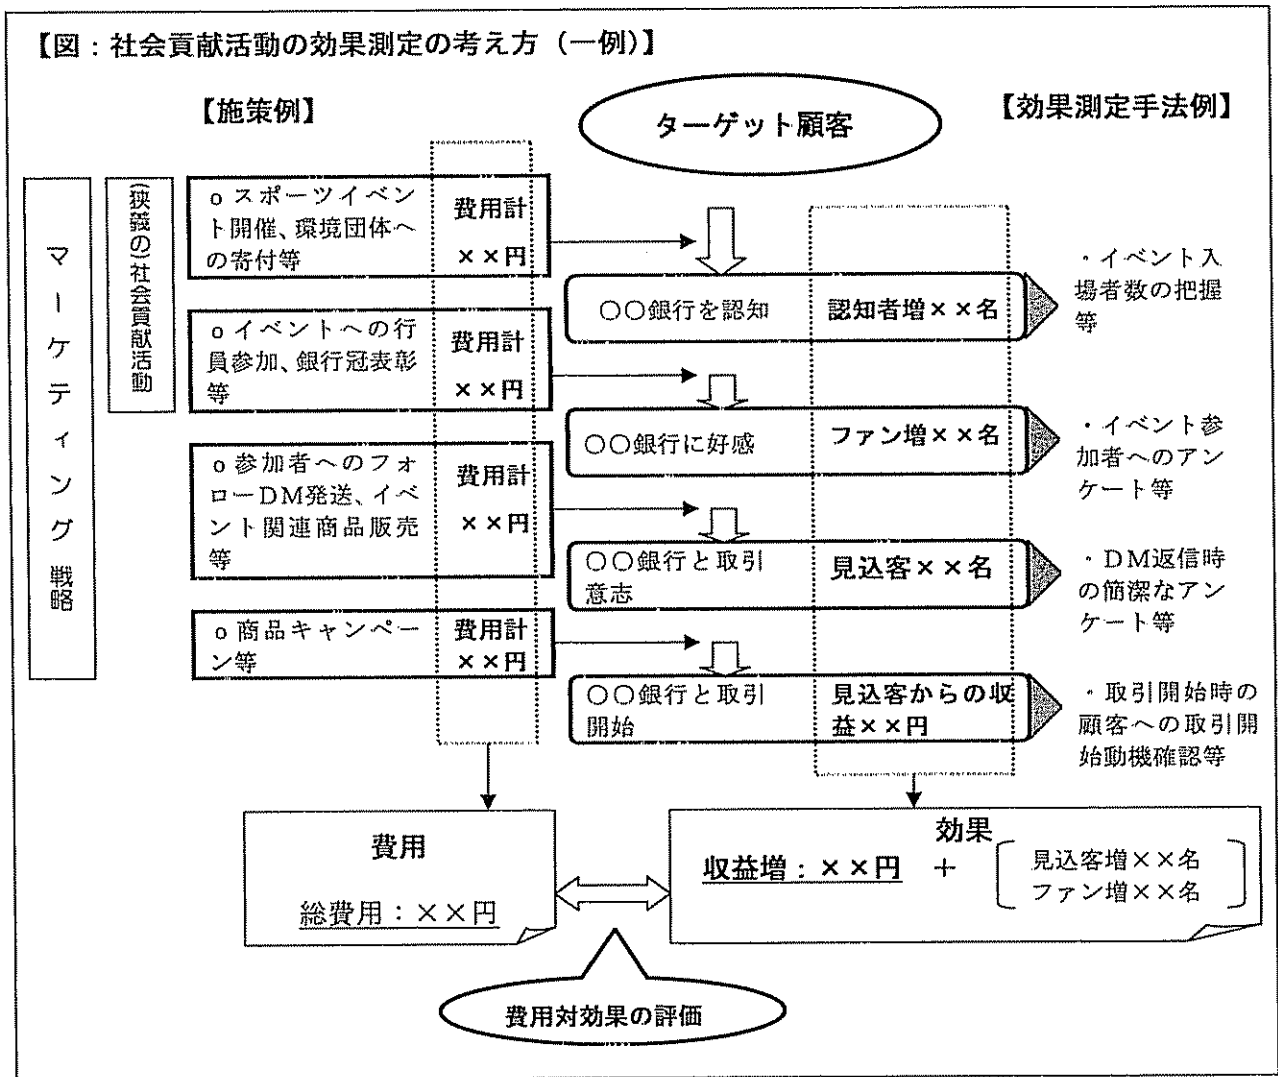 【図：社会貢献活動の効果測定の考え方（一例）】
【施策例】
ターゲット顧客
【効果測定手法例】
マーケティング戦略
(狭義の)社会貢献活動
o スポーツイベン
ト開催、環境団体へ
の寄付等
費用計
××円
〇〇銀行を認知
認知者増××名
・イベント入
場者数の把握
等
o イベントへの行
員参加、銀行冠表彰
等
費用計
××円
〇〇銀行に好感
ファン増××名
・イベント参
加者へのアン
ケート等
o 参加者へのフォ
ローDM発送、イベ
ント関連商品販売
等
費用計
××円
〇〇銀行と取引
意志
見込客××名
・DM返信時
の簡潔なアン
ケート等
o 商品キャンペー
ン等
費用計
××円
〇〇銀行と取引
開始
見込客からの収
益××円
・取引開始時の
顧客への取引開
始動機確認等
費用
総費用：××円
効果
収益増：××円 ＋
見込客増××名
ファン増××名
費用対効果の評価